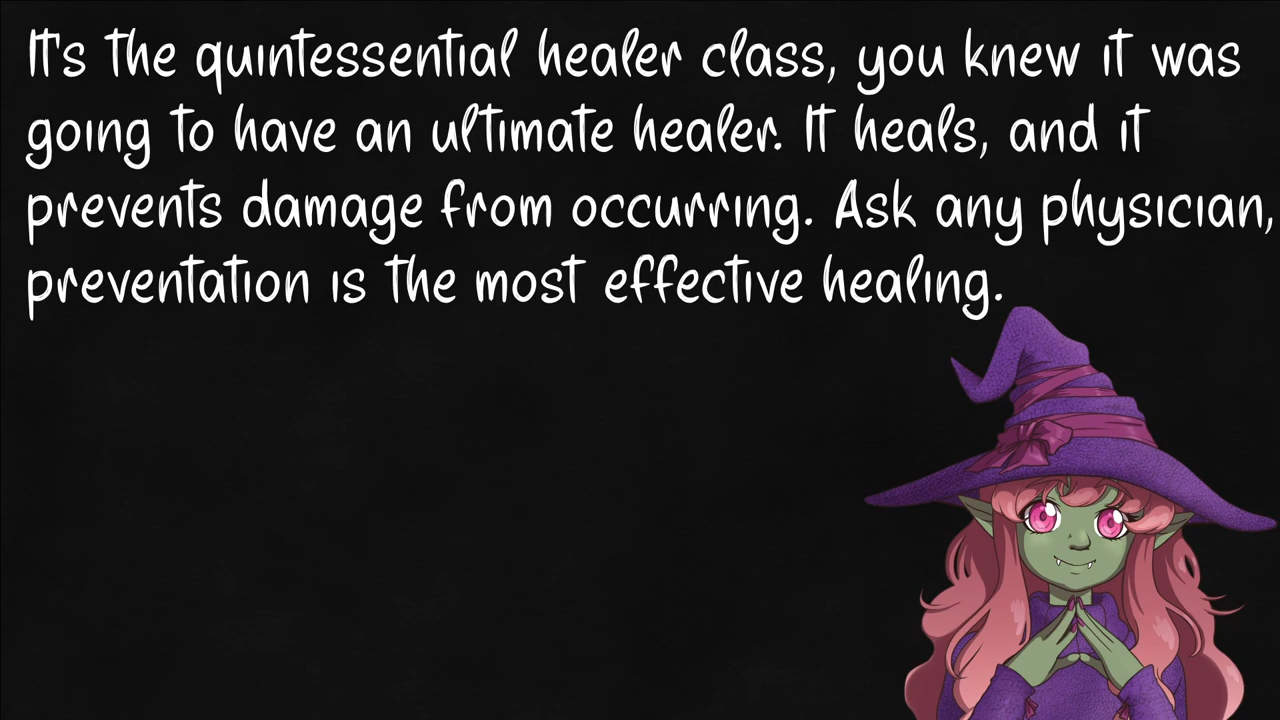 It's the quintessential healer class, you knew it was
going to have an ultimate healer. It heals, and it
prevents damage from occurring. Ask any physician,
preventation is the most effective healing.